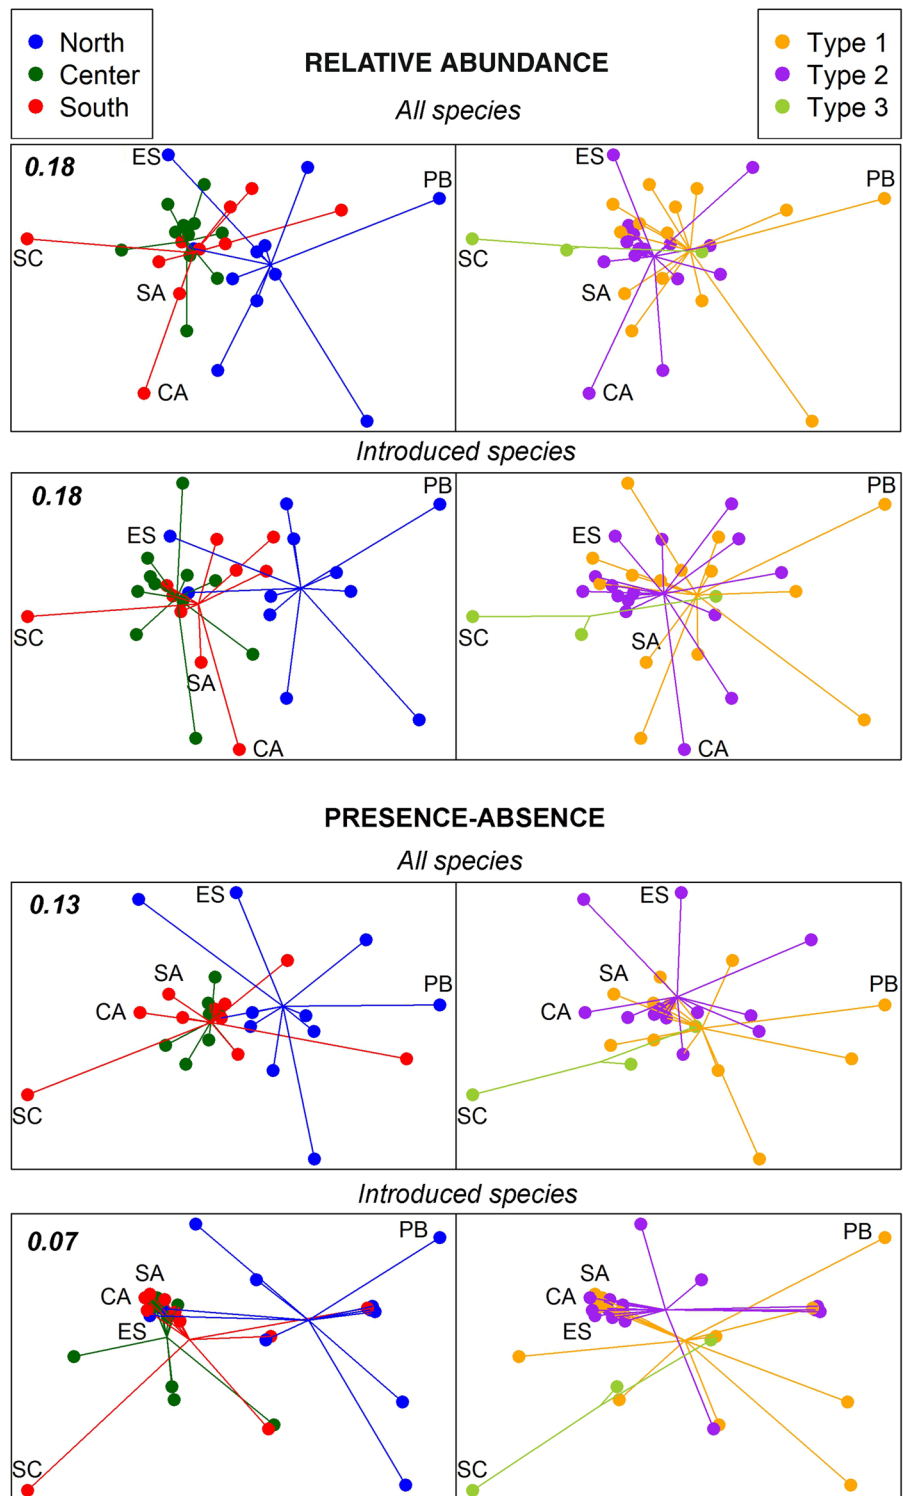 North
Center
South
RELATIVE ABUNDANCE
All species
Type 1
Type 2
Type 3
0.18
ES
PB
SC
SA
CA
ES
PB
SC
SA
CA
Introduced species
0.18
PB
ES
SC
SA
CA
PB
ES
SC
SA
CA
PRESENCE-ABSENCE
All species
0.13
ES
SA
PB
CA
SC
ES
SA
PB
CA
SC
Introduced species
0.07
PB
SA
CA
ES
SC
PB
SA
CA
ES
SC